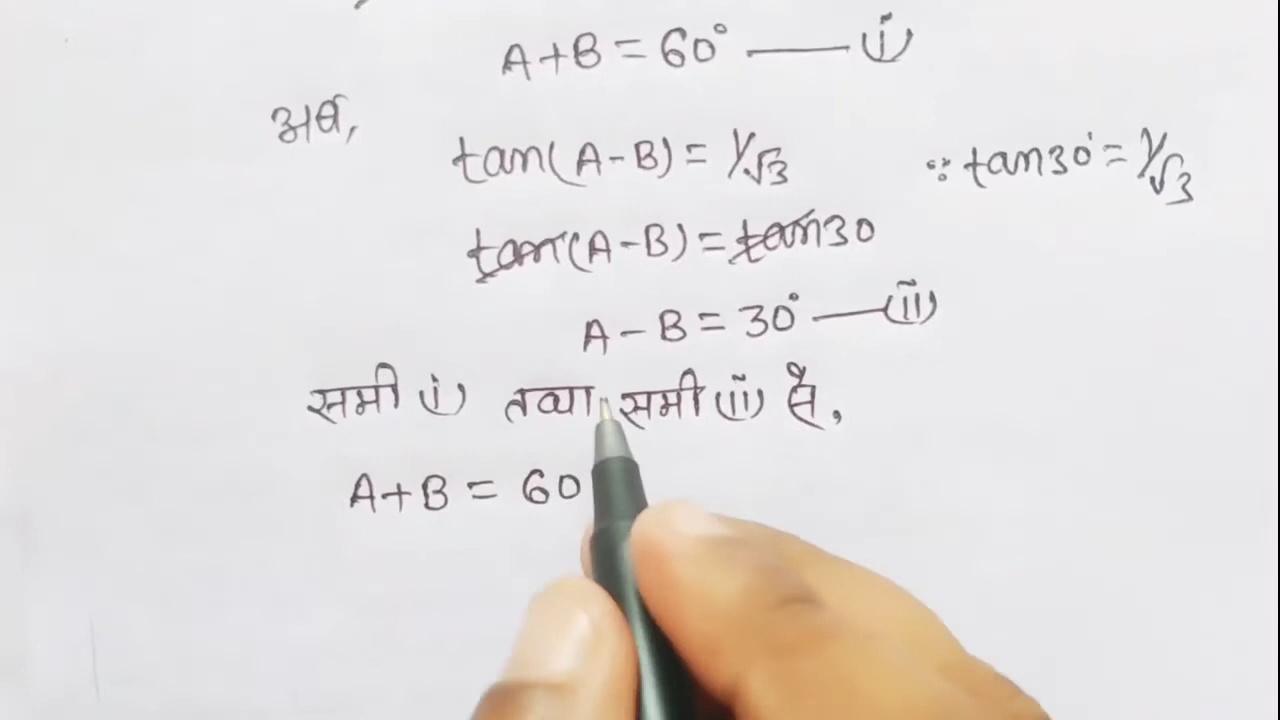 A+B = 60° —— (i)
अब,
tan(A-B) = 1/√3 ∵ tan30° = 1/√3
tan(A-B) = tan30
A - B = 30° —— (ii)
समी (i) तथा समी (ii) से,
A+B = 60